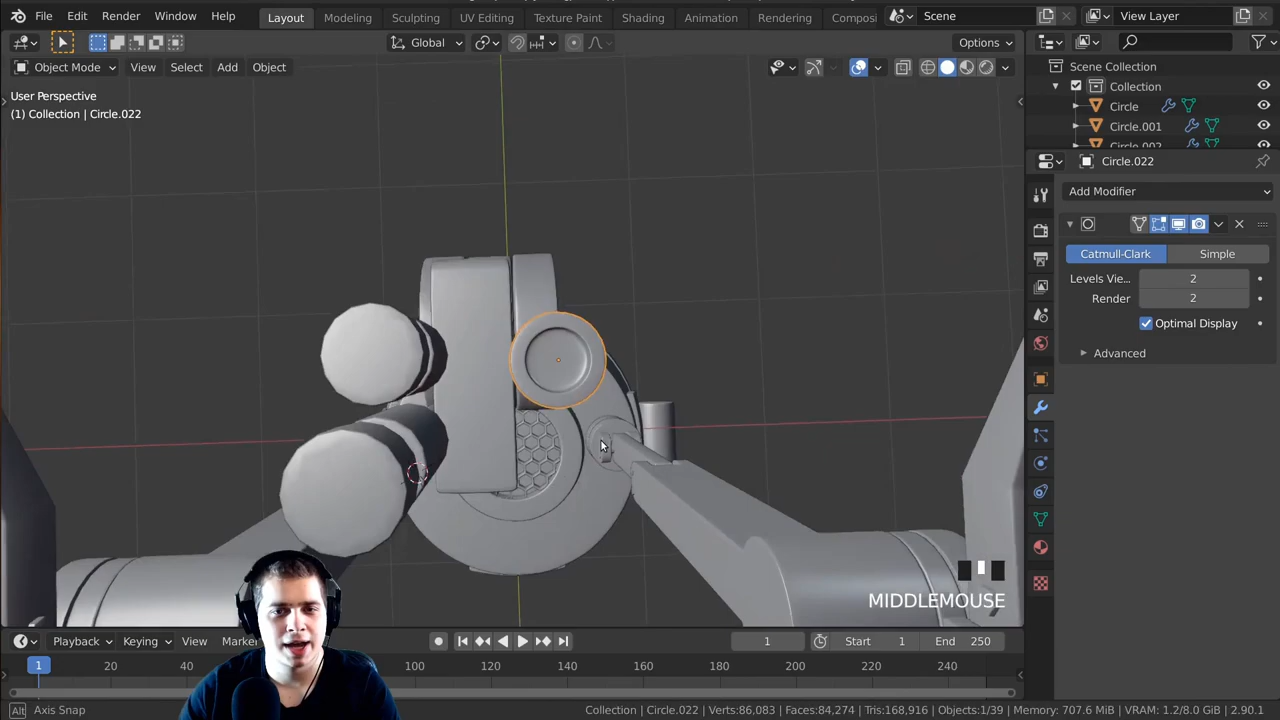 File Edit Render Window Help Layout Modeling Sculpting UV Editing Texture Paint Shading Animation Rendering Composi Scene View Layer
Global Options
Object Mode View Select Add Object
User Perspective
(1) Collection | Circle.022
Scene Collection
Collection
Circle
Circle.001
Circle.002
Circle.022
Add Modifier
Catmull-Clark Simple
Levels Vie... 2
Render 2
Optimal Display
Advanced
MIDDLEMOUSE
Playback Keying View Marker 1 Start 1 End 250
1 20 40 100 120 140 160 180 200 220 240
Alt Axis Snap Collection | Circle.022 | Verts:86,083 | Faces:84,274 | Tris:168,916 | Objects:1/39 | Memory: 707.6 MiB | VRAM: 1.2/8.0 GiB | 2.90.1